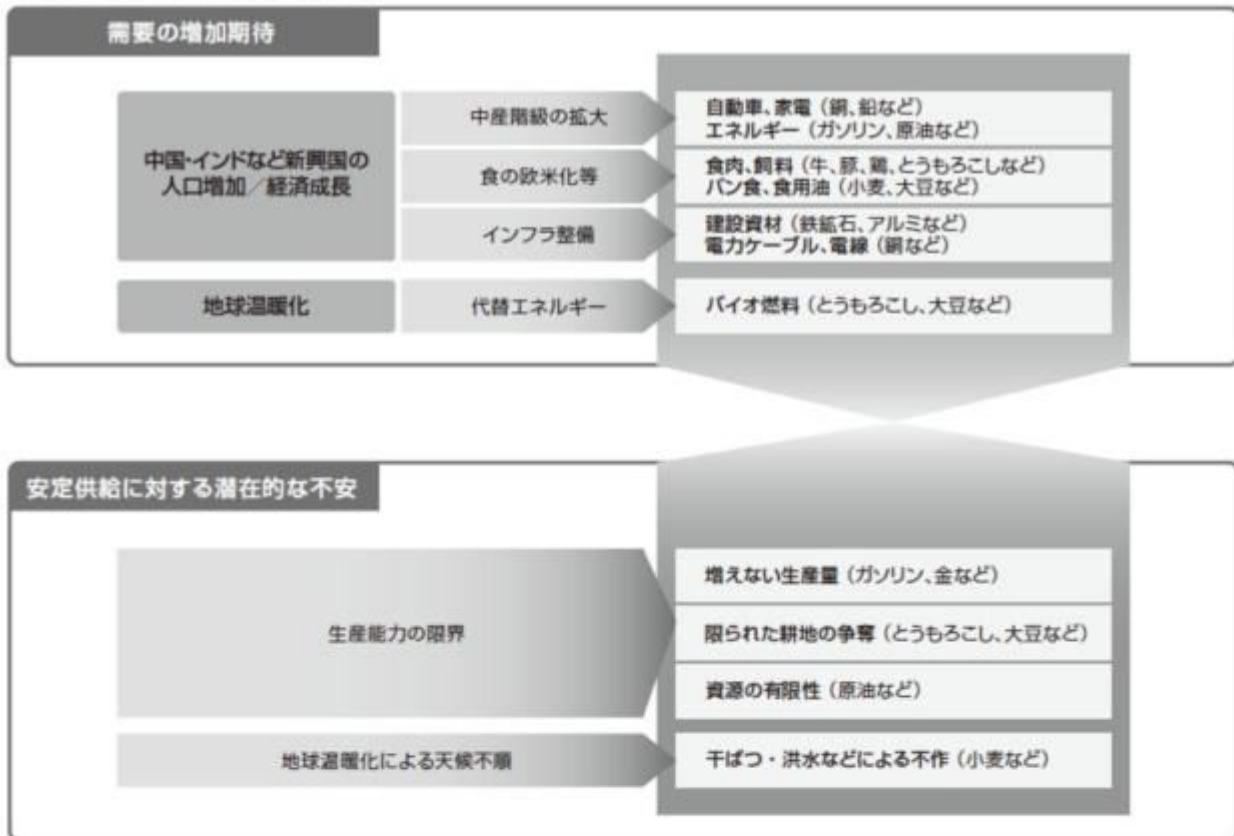 需要の増加期待
中国・インドなど新興国の
人口増加／経済成長
中産階級の拡大
自動車、家電（銅、鉛など）
エネルギー（ガソリン、原油など）
食の欧米化等
食肉、飼料（牛、豚、鶏、とうもろこしなど）
パン食、食用油（小麦、大豆など）
インフラ整備
建設資材（鉄鉱石、アルミなど）
電力ケーブル、電線（銅など）
地球温暖化
代替エネルギー
バイオ燃料（とうもろこし、大豆など）
安定供給に対する潜在的な不安
生産能力の限界
増えない生産量（ガソリン、金など）
限られた耕地の争奪（とうもろこし、大豆など）
資源の有限性（原油など）
地球温暖化による天候不順
干ばつ・洪水などによる不作（小麦など）